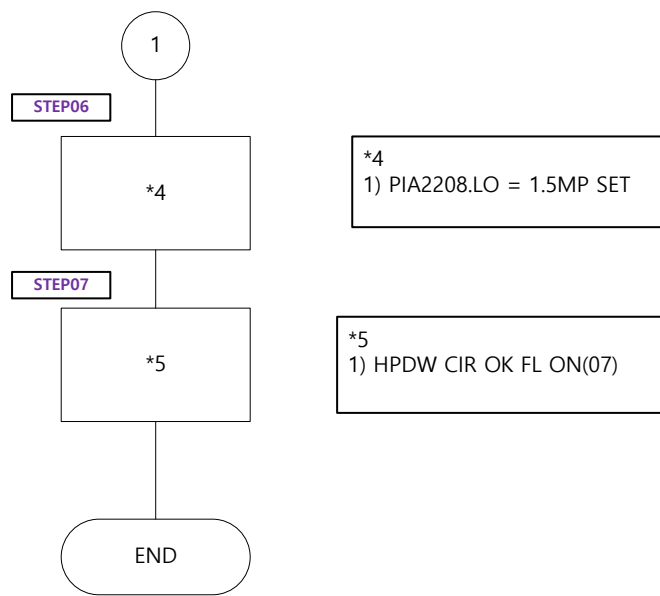 1
STEP06
*4
*4
1) PIA2208.LO = 1.5MP SET
STEP07
*5
*5
1) HPDW CIR OK FL ON(07)
END